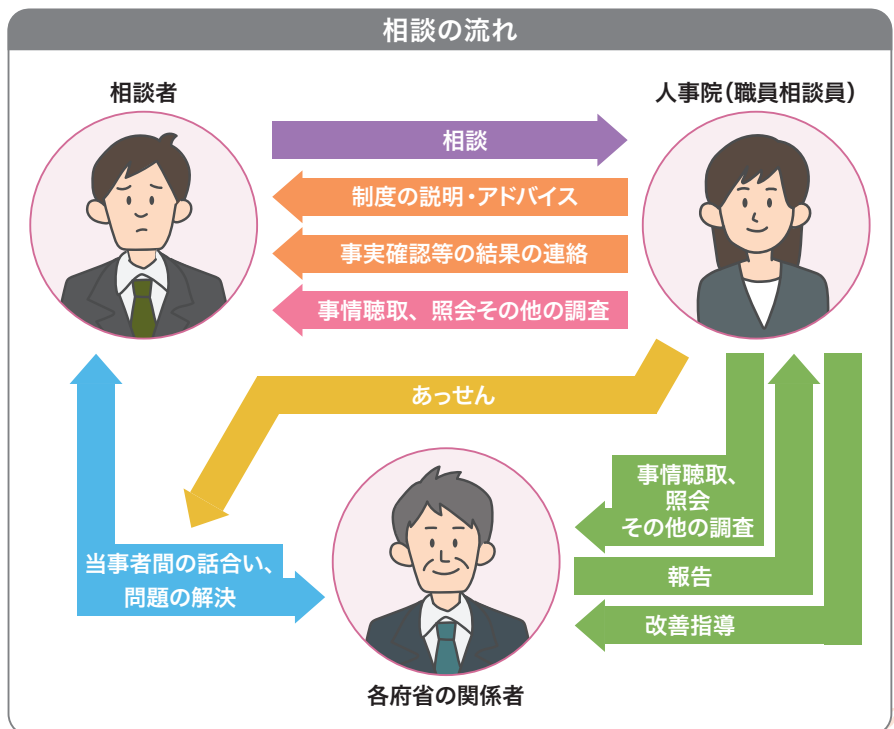 相談の流れ
相談者
人事院(職員相談員)
相談
制度の説明・アドバイス
事実確認等の結果の連絡
事情聴取、照会その他の調査
あっせん
事情聴取、
照会
その他の調査
当事者間の話合い、
問題の解決
報告
改善指導
各府省の関係者